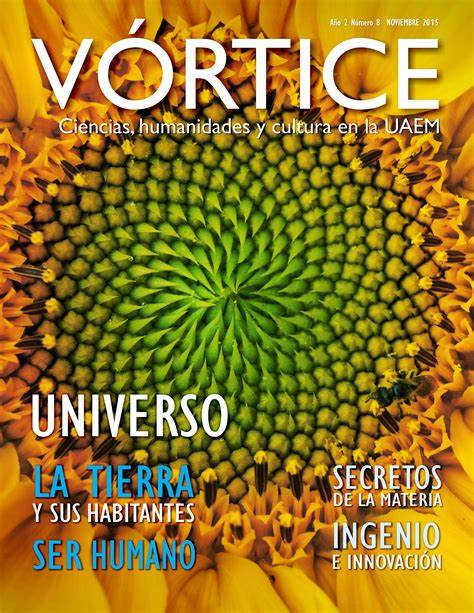 Año 2 Número 8 NOVIEMBRE 2015
VÓRTICE
Ciencias, humanidades y cultura en la UAEM
UNIVERSO
LA TIERRA
Y SUS HABITANTES
SER HUMANO
SECRETOS
DE LA MATERIA
INGENIO
E INNOVACIÓN